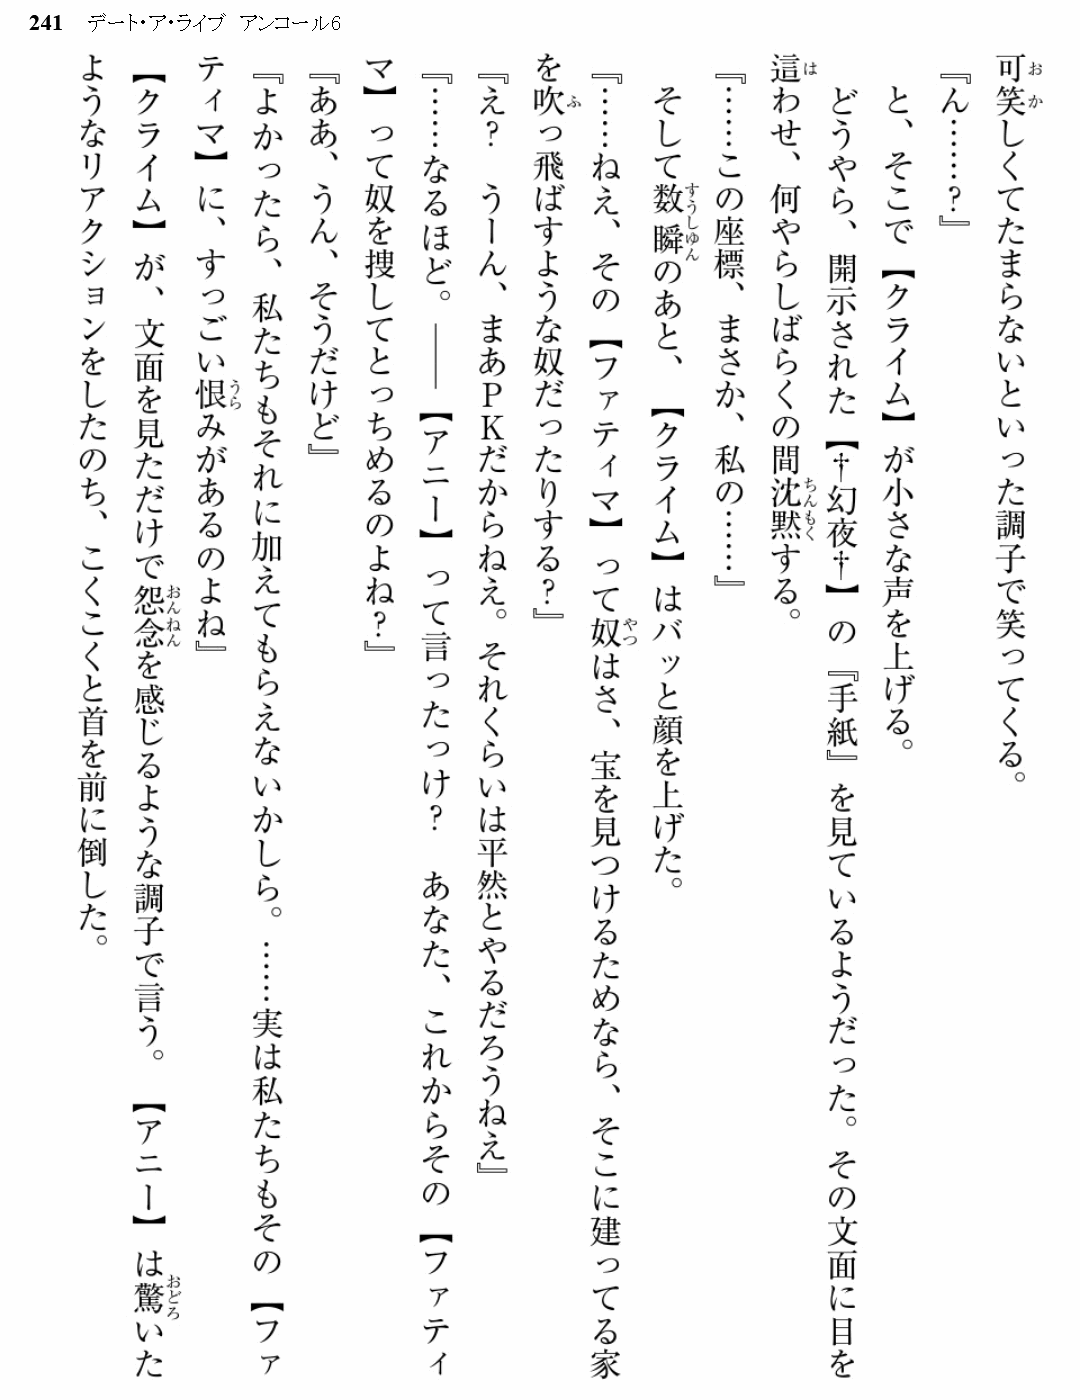 241 デート・ア・ライブ アンコール6
可笑しくてたまらないといった調子で笑ってくる。
『ん……？』
と、そこで【クライム】が小さな声を上げる。
どうやら、開示された【†幻夜†】の『手紙』を見ているようだった。その文面に目を
這わせ、何やらしばらくの間沈黙する。
『……この座標、まさか、私の……』
そして数瞬のあと、【クライム】はバッと顔を上げた。
『……ねえ、その【ファティマ】って奴はさ、宝を見つけるためなら、そこに建ってる家
を吹っ飛ばすような奴だったりする？』
『え？　うーん、まあＰＫだからねえ。それくらいは平然とやるだろうねえ』
『……なるほど。――【アニー】って言ったっけ？　あなた、これからその【ファティ
マ】って奴を捜してとっちめるのよね？』
『ああ、うん、そうだけど』
『よかったら、私たちもそれに加えてもらえないかしら。……実は私たちもその【ファ
ティマ】に、すっごい恨みがあるのよね』
【クライム】が、文面を見ただけで怨念を感じるような調子で言う。【アニー】は驚いた
ようなリアクションをしたのち、こくこくと首を前に倒した。